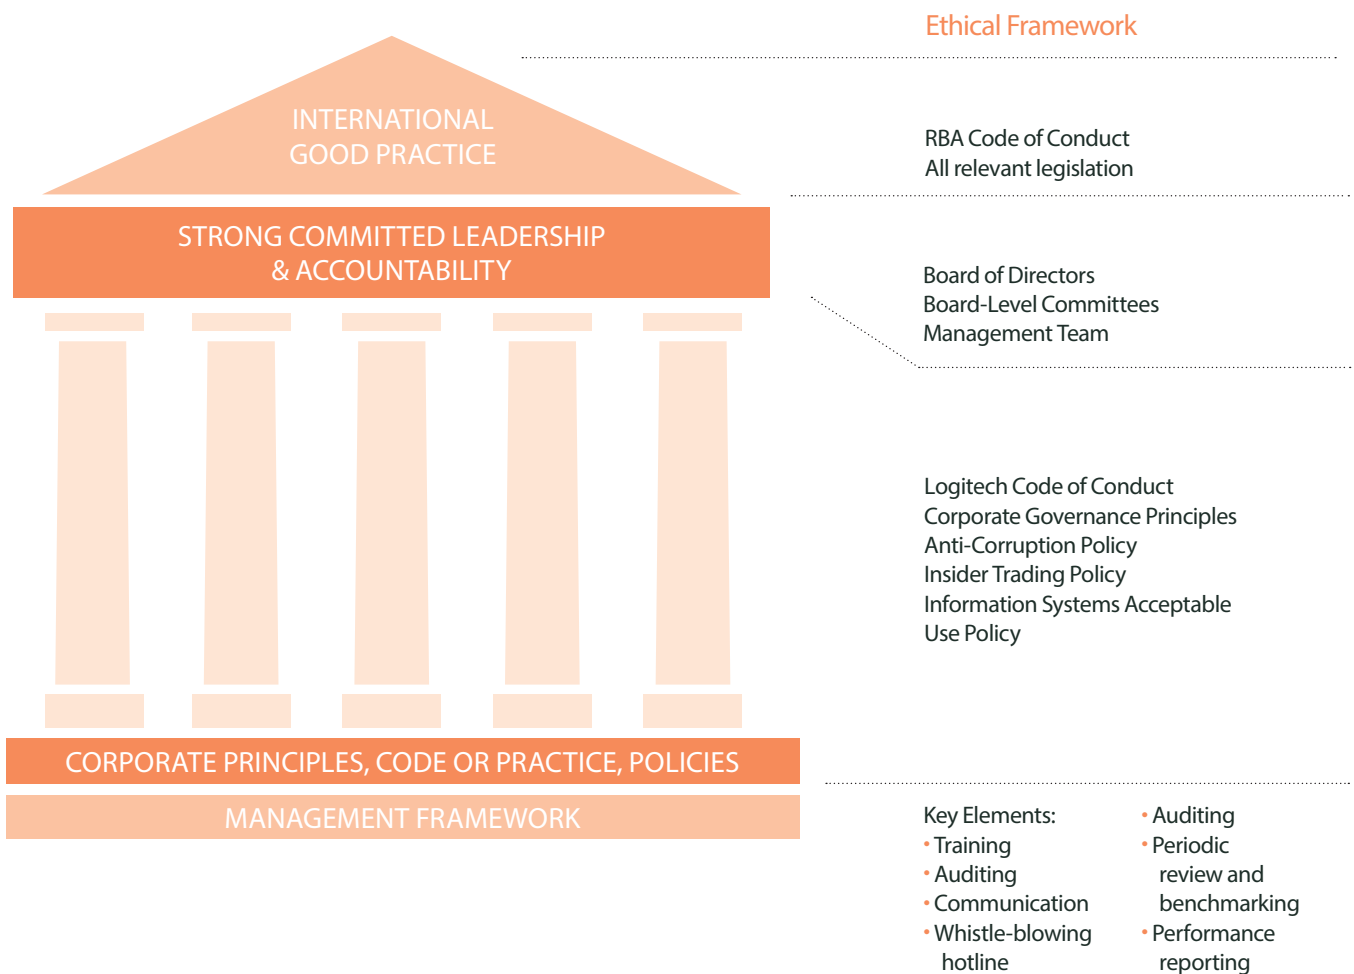 Ethical Framework
INTERNATIONAL
GOOD PRACTICE
RBA Code of Conduct
All relevant legislation
STRONG COMMITTED LEADERSHIP
& ACCOUNTABILITY
Board of Directors
Board-Level Committees
Management Team
Logitech Code of Conduct
Corporate Governance Principles
Anti-Corruption Policy
Insider Trading Policy
Information Systems Acceptable
Use Policy
CORPORATE PRINCIPLES, CODE OR PRACTICE, POLICIES
MANAGEMENT FRAMEWORK
Key Elements:
• Training
• Auditing
• Communication
• Whistle-blowing
hotline
• Auditing
• Periodic
review and
benchmarking
• Performance
reporting